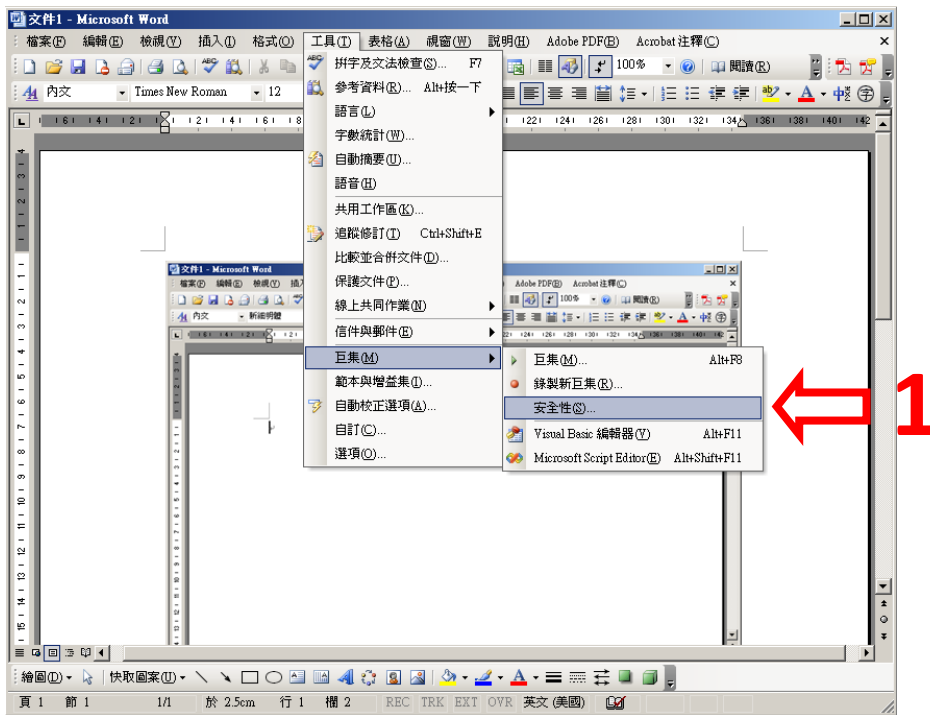 文件1 - Microsoft Word
檔案(F) 編輯(E) 檢視(V) 插入(I) 格式(O) 工具(T) 表格(A) 視窗(W) 說明(H) Adobe PDF(B) Acrobat 注釋(C)
100% 閱讀(R)
內文 Times New Roman 12
拼字及文法檢查(S)... F7
參考資料(R)... Alt+按一下
語言(L)
字數統計(W)...
自動摘要(U)...
語音(H)
共用工作區(K)...
追蹤修訂(T) Ctrl+Shift+E
比較並合併文件(D)...
保護文件(P)...
線上共同作業(N)
信件與郵件(E)
巨集(M)
範本與增益集(I)...
自動校正選項(A)...
自訂(C)...
選項(O)...
巨集(M)... Alt+F8
錄製新巨集(R)...
安全性(S)...
Visual Basic 編輯器(V) Alt+F11
Microsoft Script Editor(E) Alt+Shift+F11
1
文件1 - Microsoft Word
檔案(F) 編輯(E) 檢視(V) Adobe PDF(B) Acrobat 注釋(C)
100% 閱讀(R)
內文 新細明體
繪圖(D) 快取圖案(U)
頁 1 節 1 1/1 於 2.5cm 行 1 欄 2 REC TRK EXT OVR 英文 (美國)